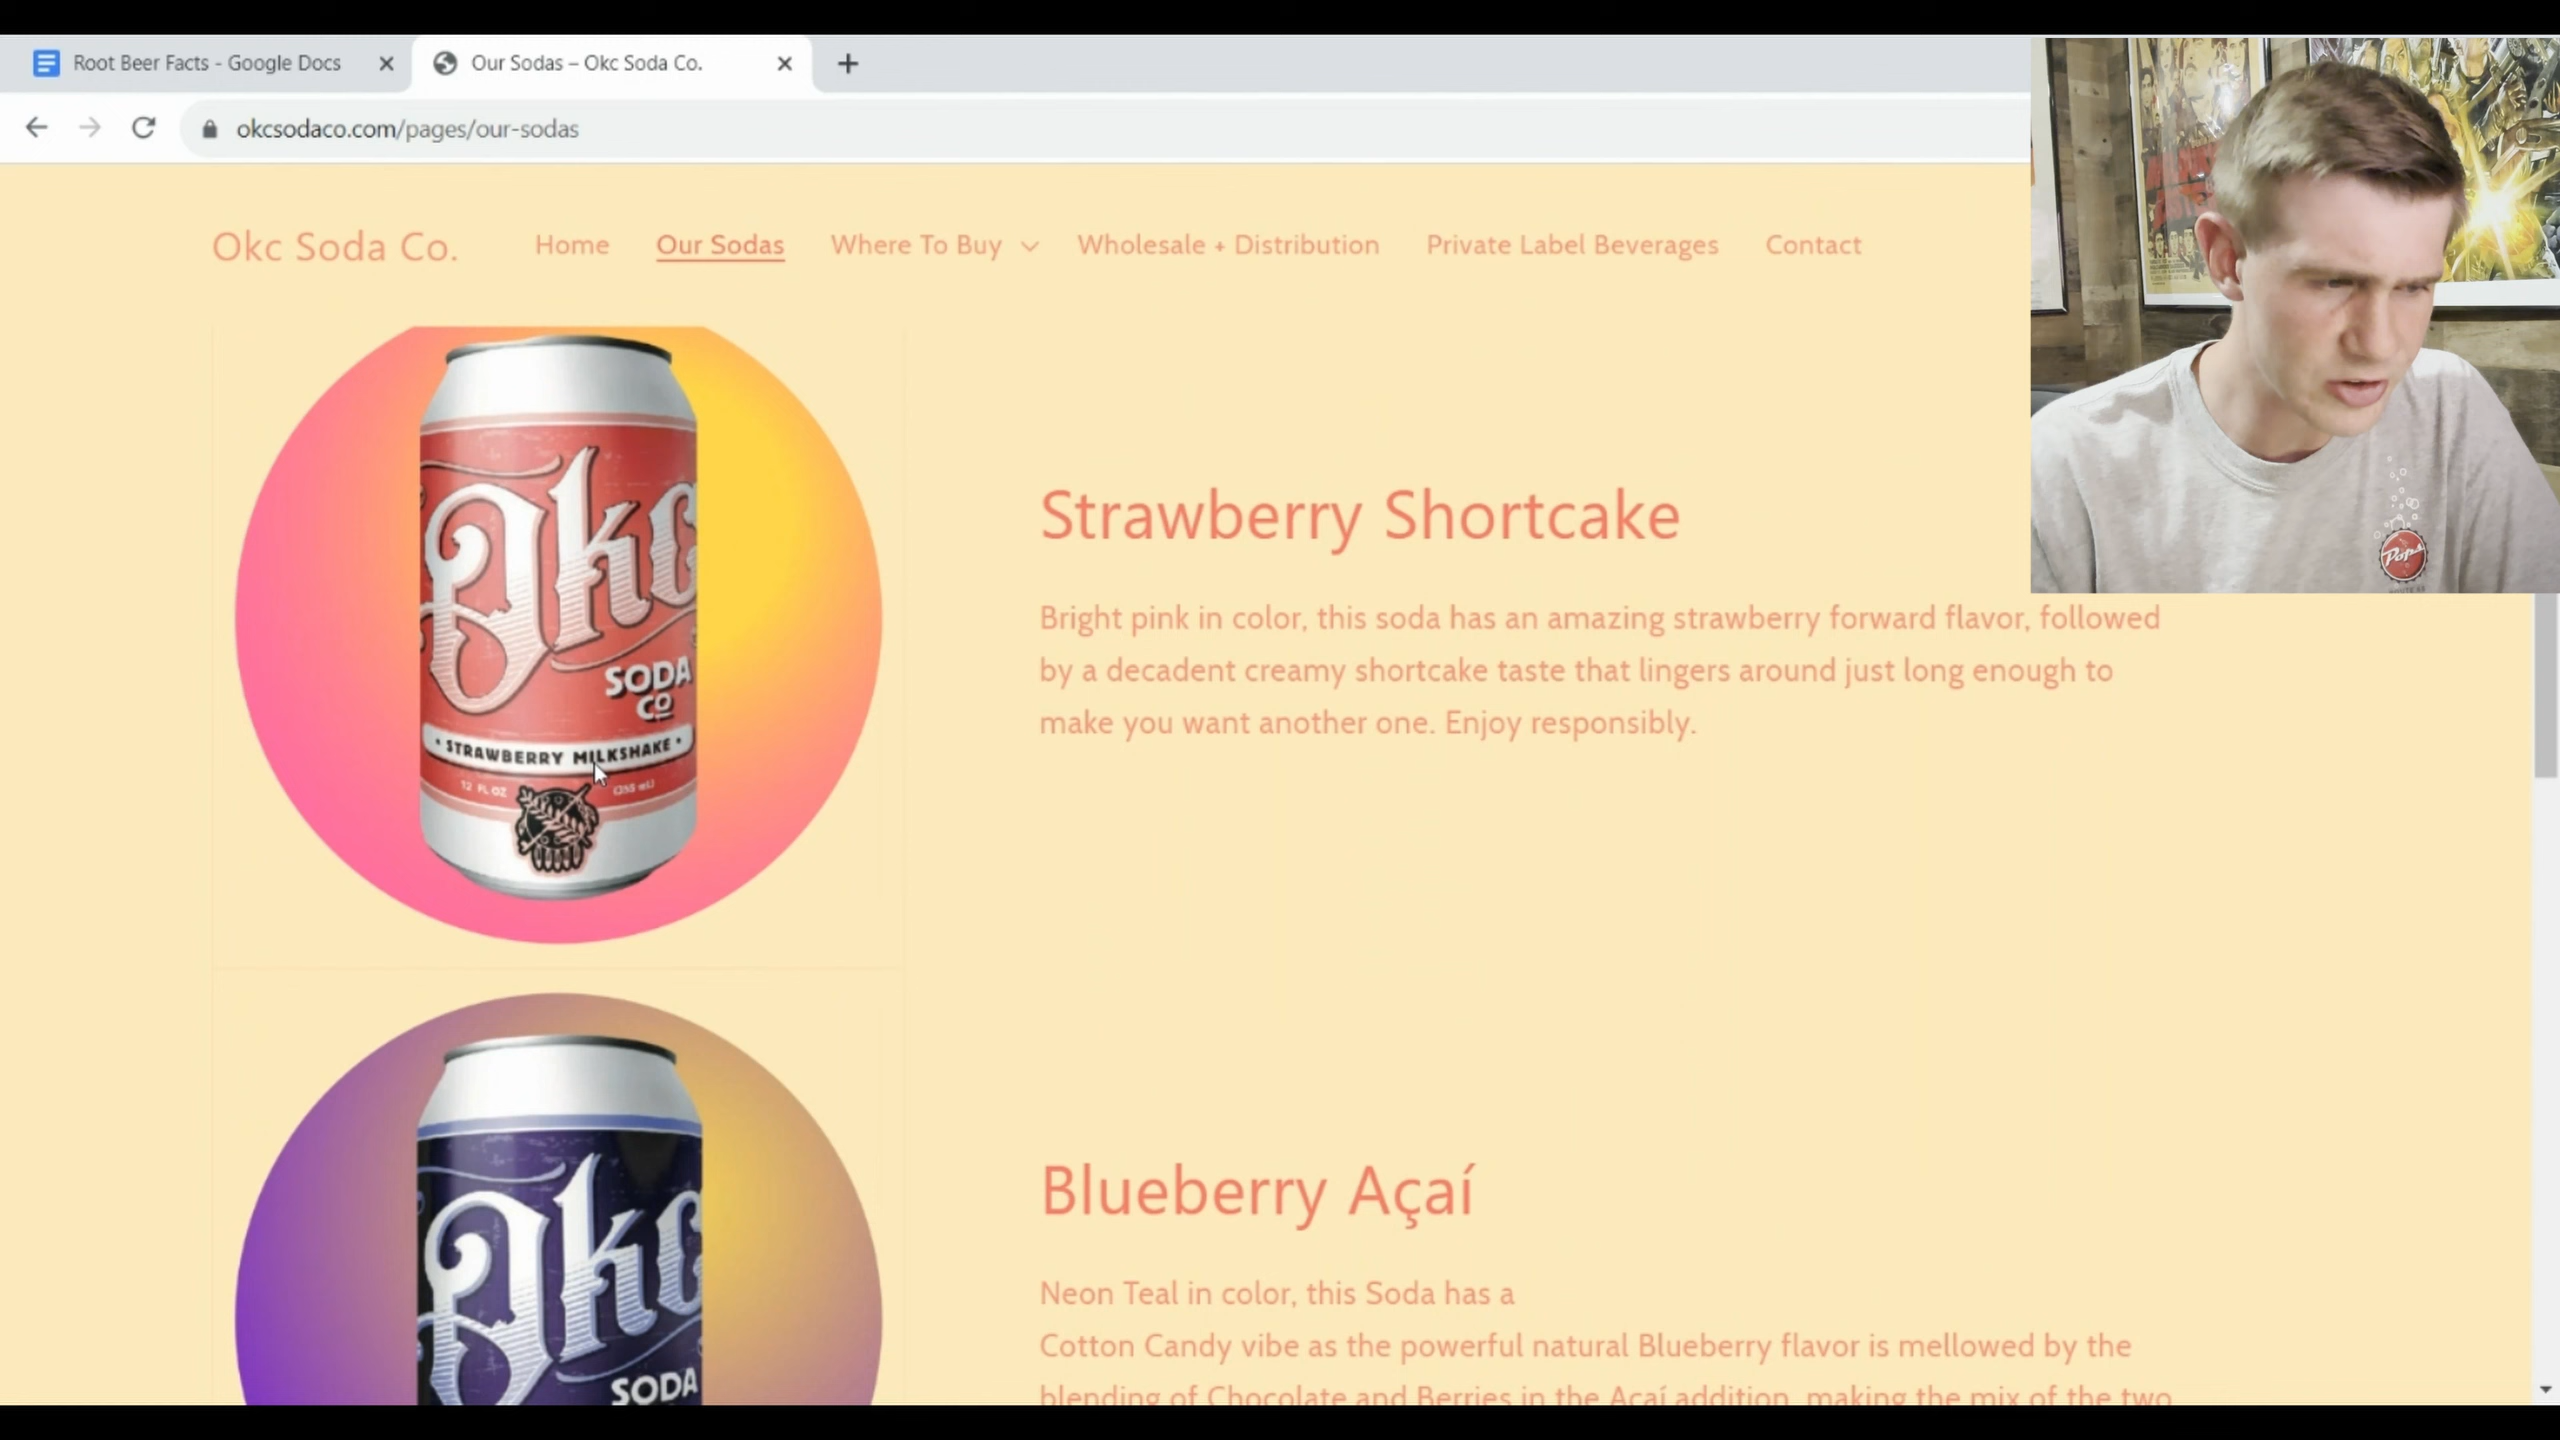 Root Beer Facts - Google Docs
Our Sodas – Okc Soda Co.
okcsodaco.com/pages/our-sodas
Okc Soda Co.
Home
Our Sodas
Where To Buy
Wholesale + Distribution
Private Label Beverages
Contact
Okc
SODA
CO
• STRAWBERRY MILKSHAKE •
12 FL OZ
(355 mL)
Strawberry Shortcake
Bright pink in color, this soda has an amazing strawberry forward flavor, followed
by a decadent creamy shortcake taste that lingers around just long enough to
make you want another one. Enjoy responsibly.
Okc
SODA
Blueberry Açaí
Neon Teal in color, this Soda has a
Cotton Candy vibe as the powerful natural Blueberry flavor is mellowed by the
blending of Chocolate and Berries in the Açaí addition, making the mix of the two
Pops